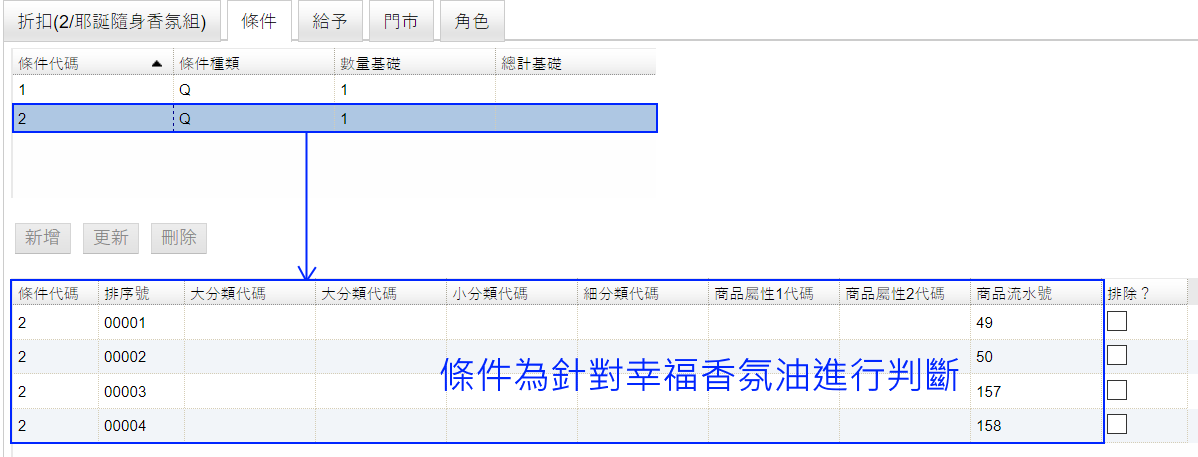 折扣(2/耶誕隨身香氛組) 條件 給予 門市 角色
條件代碼 條件種類 數量基礎 總計基礎
1 Q 1
2 Q 1
新增 更新 刪除
條件代碼 排序號 大分類代碼 大分類代碼 小分類代碼 細分類代碼 商品屬性1代碼 商品屬性2代碼 商品流水號 排除？
2 00001 49
2 00002 50
條件為針對幸福香氛油進行判斷
2 00003 157
2 00004 158